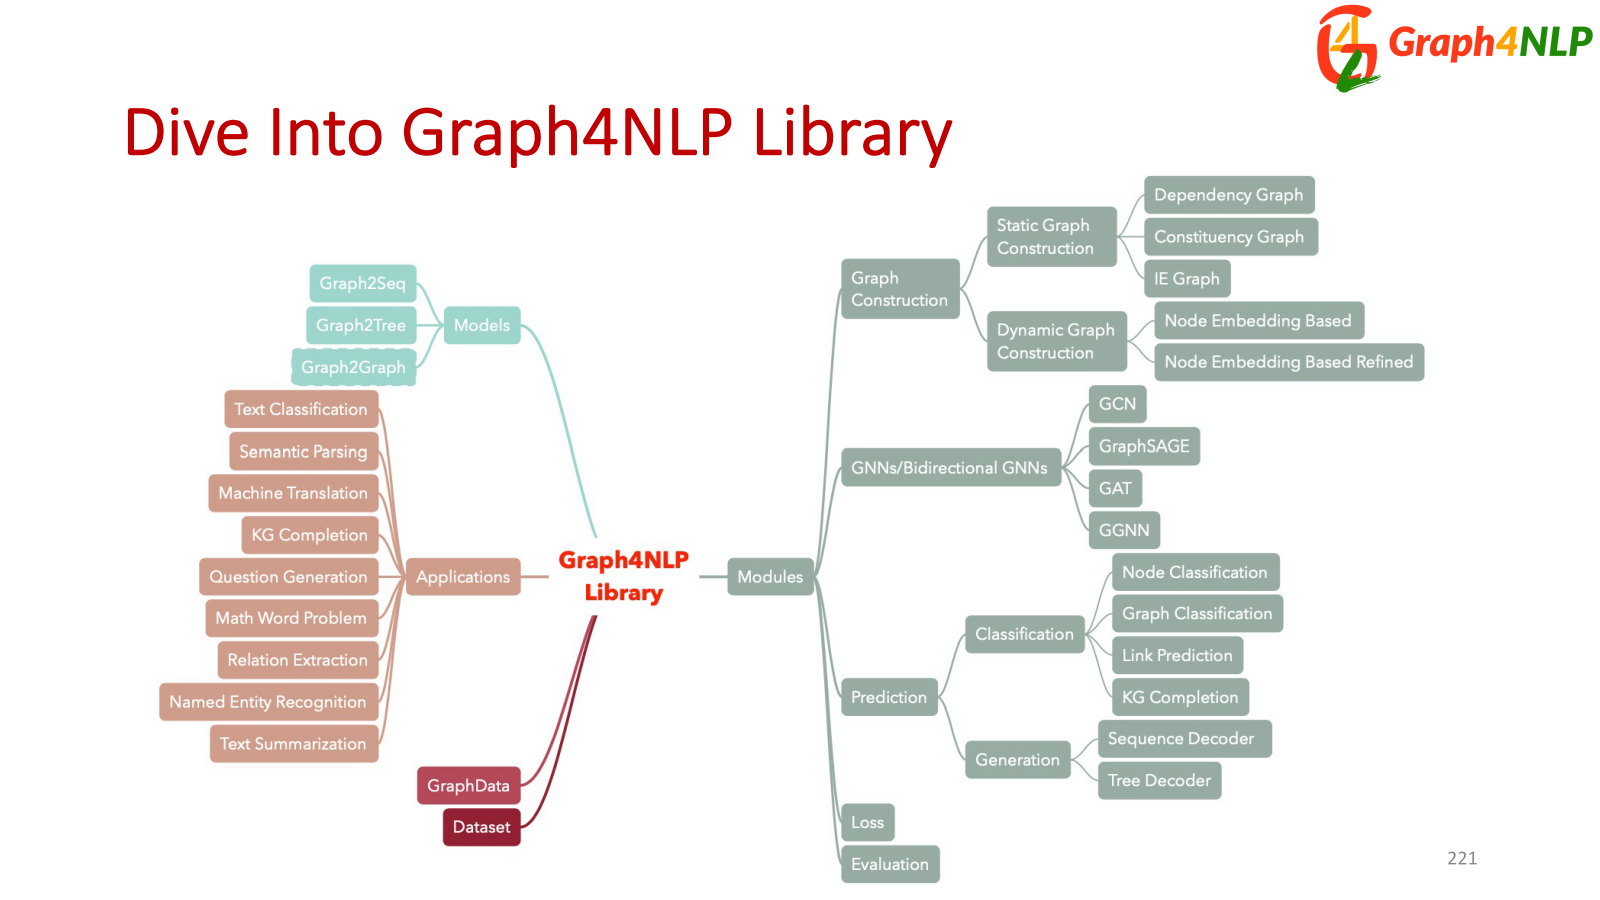 Graph4NLP
Dive Into Graph4NLP Library
Graph2Seq
Graph2Tree
Graph2Graph
Models
Text Classification
Semantic Parsing
Machine Translation
KG Completion
Question Generation
Math Word Problem
Relation Extraction
Named Entity Recognition
Text Summarization
Applications
GraphData
Dataset
Graph4NLP
Library
Modules
Graph
Construction
Static Graph
Construction
Dependency Graph
Constituency Graph
IE Graph
Dynamic Graph
Construction
Node Embedding Based
Node Embedding Based Refined
GNNs/Bidirectional GNNs
GCN
GraphSAGE
GAT
GGNN
Prediction
Classification
Node Classification
Graph Classification
Link Prediction
KG Completion
Generation
Sequence Decoder
Tree Decoder
Loss
Evaluation
221